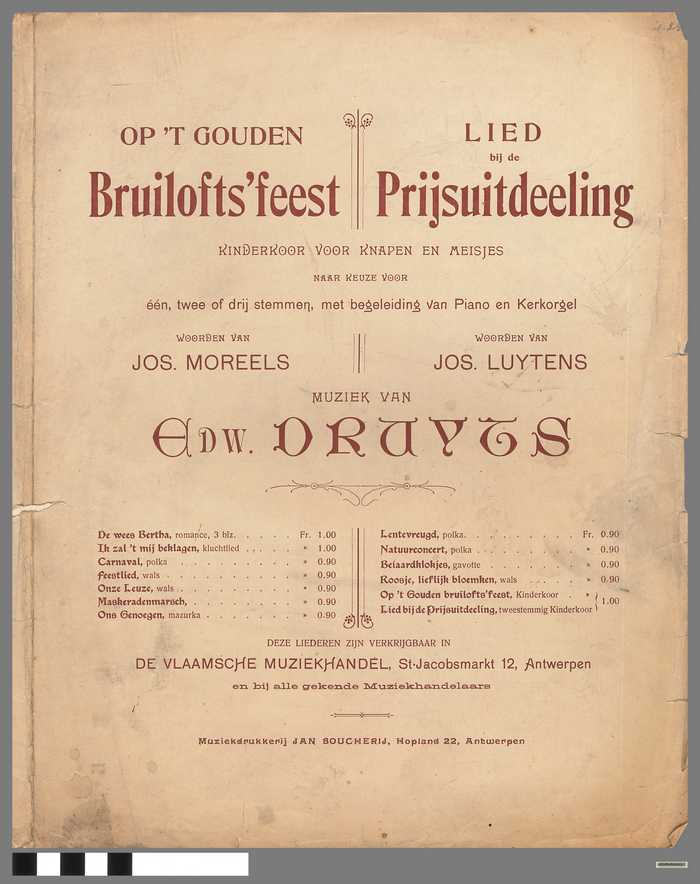 OP 'T GOUDEN
Bruilofts'feest
LIED
bij de
Prijsuitdeeling
KINDERKOOR VOOR KNAPEN EN MEISJES
NAAR KEUZE VOOR
één, twee of drij stemmen, met begeleiding van Piano en Kerkorgel
WOORDEN VAN
JOS. MOREELS
WOORDEN VAN
JOS. LUYTENS
MUZIEK VAN
EDW. DRUYTS
De wees Bertha, romance, 3 blz. . . . . . Fr. 1.00
Ik zal 't mij beklagen, kluchtlied . . . . . » 1.00
Carnaval, polka . . . . . . . . . » 0.90
Feestlied, wals . . . . . . . . . » 0.90
Onze Leuze, wals . . . . . . . . » 0.90
Maskeradenmarsch, . . . . . . . . » 0.90
Ons Genoegen, mazurka . . . . . . » 0.90
Lentevreugd, polka. . . . . . . . . Fr. 0.90
Natuurconcert, polka . . . . . . . » 0.90
Beiaardklokjes, gavotte . . . . . . » 0.90
Roosje, lieflijk bloemken, wals . . . . » 0.90
Op 't Gouden bruilofts'feest, Kinderkoor . »
Lied bij de Prijsuitdeeling, tweestemmig Kinderkoor } 1.00
DEZE LIEDEREN ZIJN VERKRIJGBAAR IN
DE VLAAMSCHE MUZIEKHANDEL, St-Jacobsmarkt 12, Antwerpen
en bij alle gekende Muziekhandelaars
Muziekdrukkerij JAN BOUCHERIJ, Hopland 22, Antwerpen